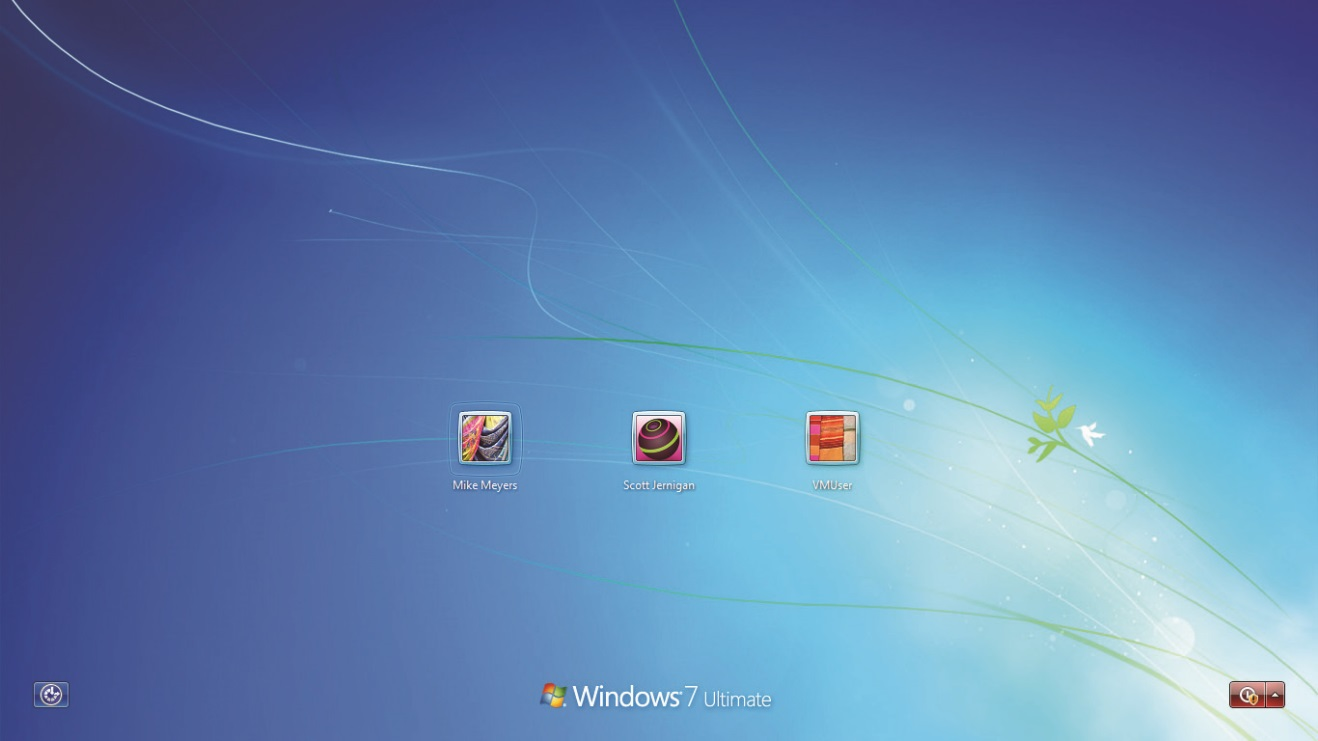 Mike Meyers
Scott Jernigan
VMUser
Windows 7 Ultimate